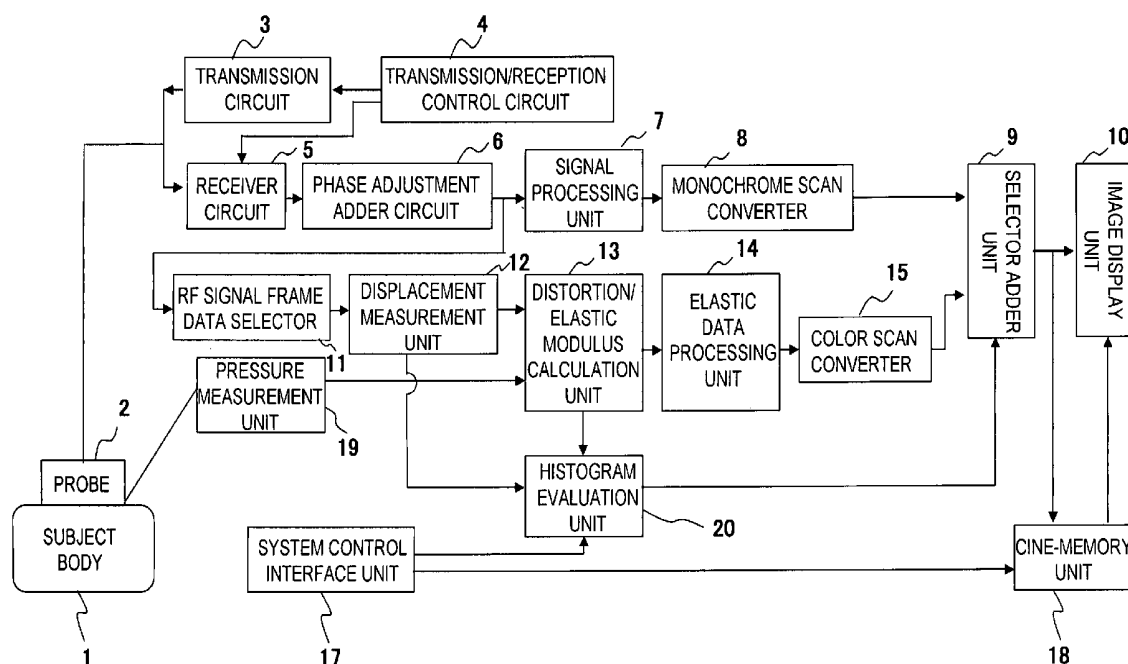 3
4
TRANSMISSION
CIRCUIT
TRANSMISSION/RECEPTION
CONTROL CIRCUIT
5
6
7
8
9
10
RECEIVER
CIRCUIT
PHASE ADJUSTMENT
ADDER CIRCUIT
SIGNAL
PROCESSING
UNIT
MONOCHROME SCAN
CONVERTER
SELECTOR ADDER
UNIT
IMAGE DISPLAY
UNIT
RF SIGNAL FRAME
DATA SELECTOR
11
12
DISPLACEMENT
MEASUREMENT
UNIT
13
DISTORTION/
ELASTIC
MODULUS
CALCULATION
UNIT
14
ELASTIC
DATA
PROCESSING
UNIT
15
COLOR SCAN
CONVERTER
PRESSURE
MEASUREMENT
UNIT
19
2
PROBE
SUBJECT
BODY
1
HISTOGRAM
EVALUATION
UNIT
20
SYSTEM CONTROL
INTERFACE UNIT
17
CINE-MEMORY
UNIT
18